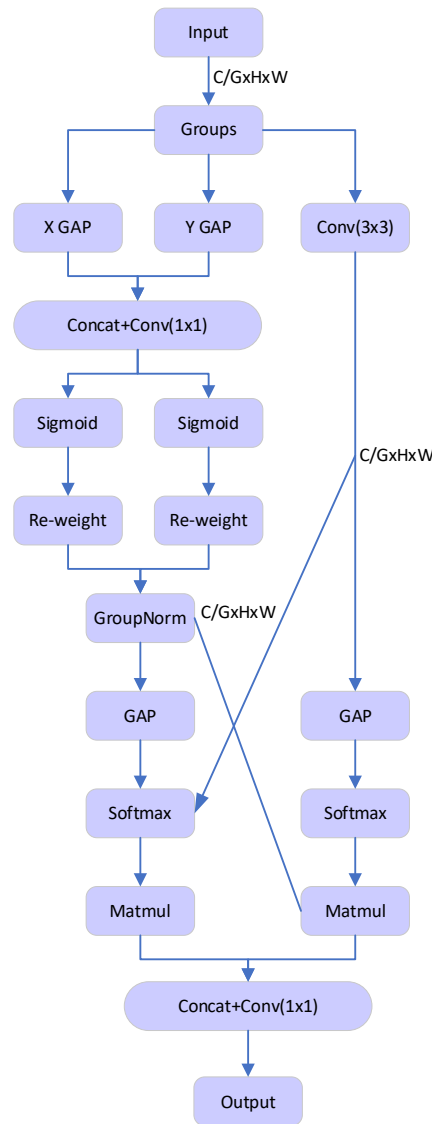 Input
C/GxHxW
Groups
X GAP
Y GAP
Conv(3x3)
Concat+Conv(1x1)
Sigmoid
Sigmoid
C/GxHxW
Re-weight
Re-weight
GroupNorm
C/GxHxW
GAP
GAP
Softmax
Softmax
Matmul
Matmul
Concat+Conv(1x1)
Output